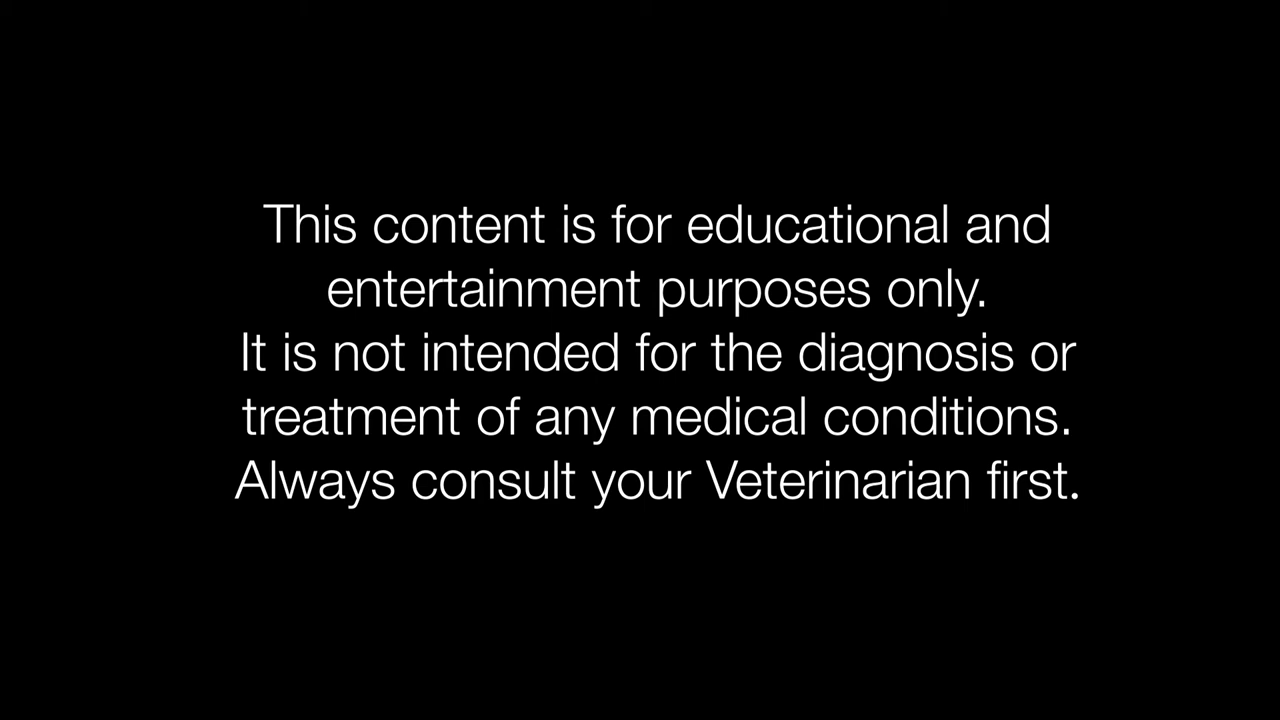 This content is for educational and
entertainment purposes only.
It is not intended for the diagnosis or
treatment of any medical conditions.
Always consult your Veterinarian first.